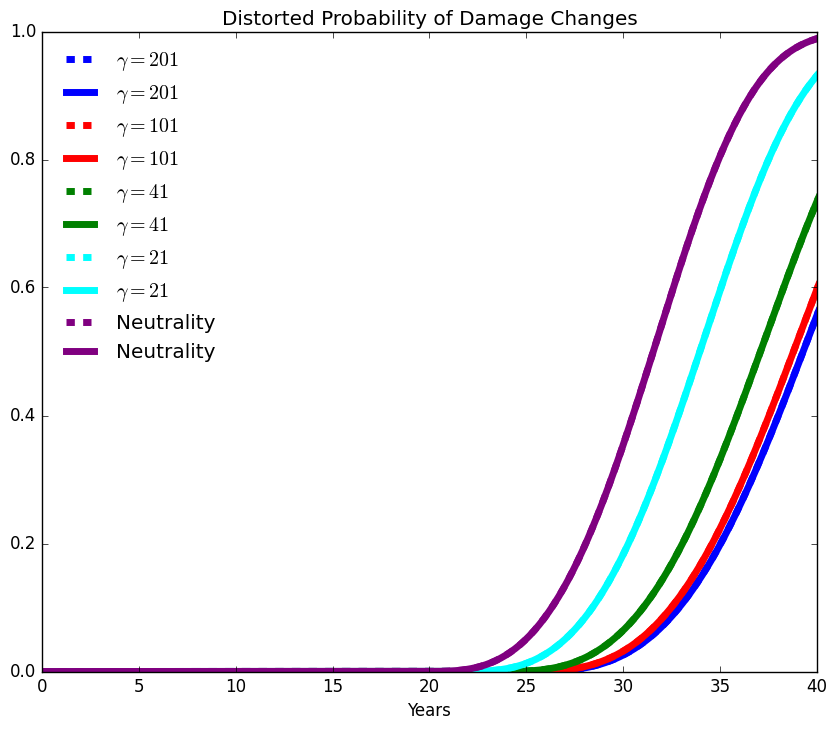 Distorted Probability of Damage Changes
1.0
0.8
0.6
0.4
0.2
0.0
γ = 201
γ = 201
γ = 101
γ = 101
γ = 41
γ = 41
γ = 21
γ = 21
Neutrality
Neutrality
0 5 10 15 20 25 30 35 40
Years